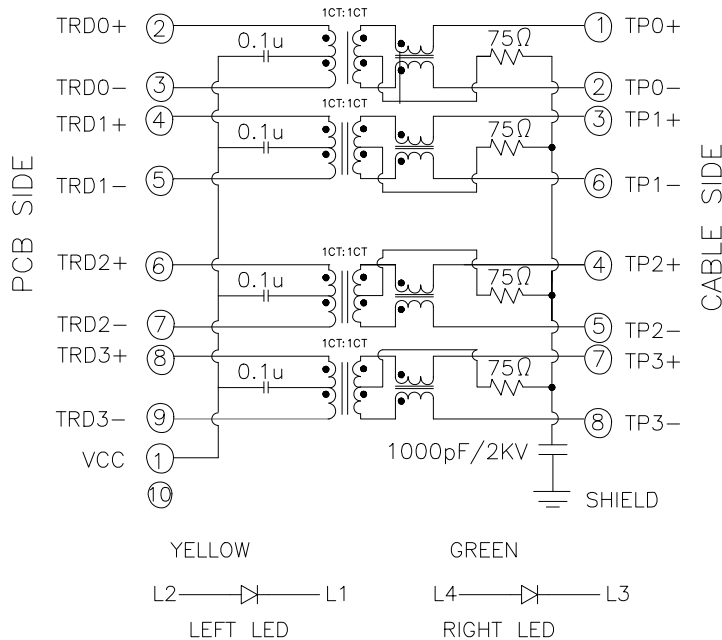 1CT:1CT
TRD0+ 2 0.1u 75Ω 1 TP0+
TRD0- 3 2 TP0-
1CT:1CT
TRD1+ 4 0.1u 75Ω 3 TP1+
TRD1- 5 6 TP1-
PCB SIDE
CABLE SIDE
1CT:1CT
TRD2+ 6 0.1u 75Ω 4 TP2+
TRD2- 7 5 TP2-
1CT:1CT
TRD3+ 8 0.1u 75Ω 7 TP3+
TRD3- 9 8 TP3-
VCC 1 1000pF/2KV
10 SHIELD
YELLOW GREEN
L2 L1 L4 L3
LEFT LED RIGHT LED